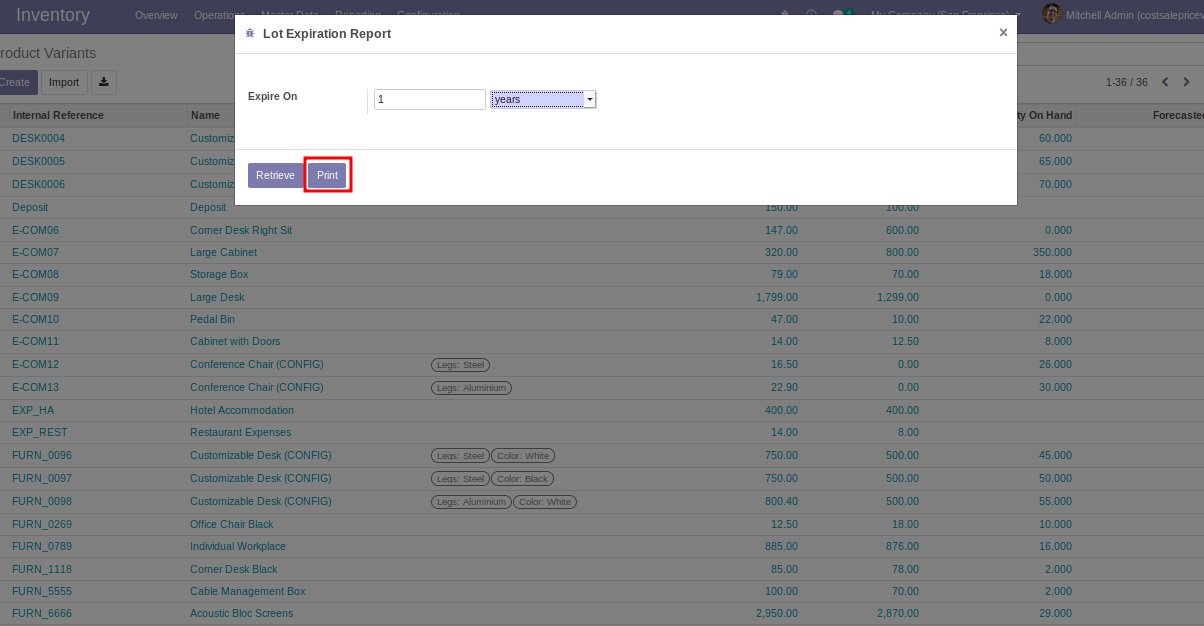 Inventory Overview Operations Master Data Reporting Configuration 4 My Company (San Francisco) Mitchell Admin (costsalepricev
Lot Expiration Report ×
roduct Variants
Create Import 1-36 / 36
Expire On 1 years
Retrieve Print
Internal Reference Name ty On Hand Forecaste
DESK0004 Customiz 60.000
DESK0005 Customiz 65.000
DESK0006 Customiz 70.000
Deposit Deposit 150.00 100.00
E-COM06 Corner Desk Right Sit 147.00 600.00 0.000
E-COM07 Large Cabinet 320.00 800.00 350.000
E-COM08 Storage Box 79.00 70.00 18.000
E-COM09 Large Desk 1,799.00 1,299.00 0.000
E-COM10 Pedal Bin 47.00 10.00 22.000
E-COM11 Cabinet with Doors 14.00 12.50 8.000
E-COM12 Conference Chair (CONFIG) Legs: Steel 16.50 0.00 26.000
E-COM13 Conference Chair (CONFIG) Legs: Aluminium 22.90 0.00 30.000
EXP_HA Hotel Accommodation 400.00 400.00
EXP_REST Restaurant Expenses 14.00 8.00
FURN_0096 Customizable Desk (CONFIG) Legs: Steel Color: White 750.00 500.00 45.000
FURN_0097 Customizable Desk (CONFIG) Legs: Steel Color: Black 750.00 500.00 50.000
FURN_0098 Customizable Desk (CONFIG) Legs: Aluminium Color: White 800.40 500.00 55.000
FURN_0269 Office Chair Black 12.50 18.00 10.000
FURN_0789 Individual Workplace 885.00 876.00 16.000
FURN_1118 Corner Desk Black 85.00 78.00 2.000
FURN_5555 Cable Management Box 100.00 70.00 2.000
FURN_6666 Acoustic Bloc Screens 2,950.00 2,870.00 29.000